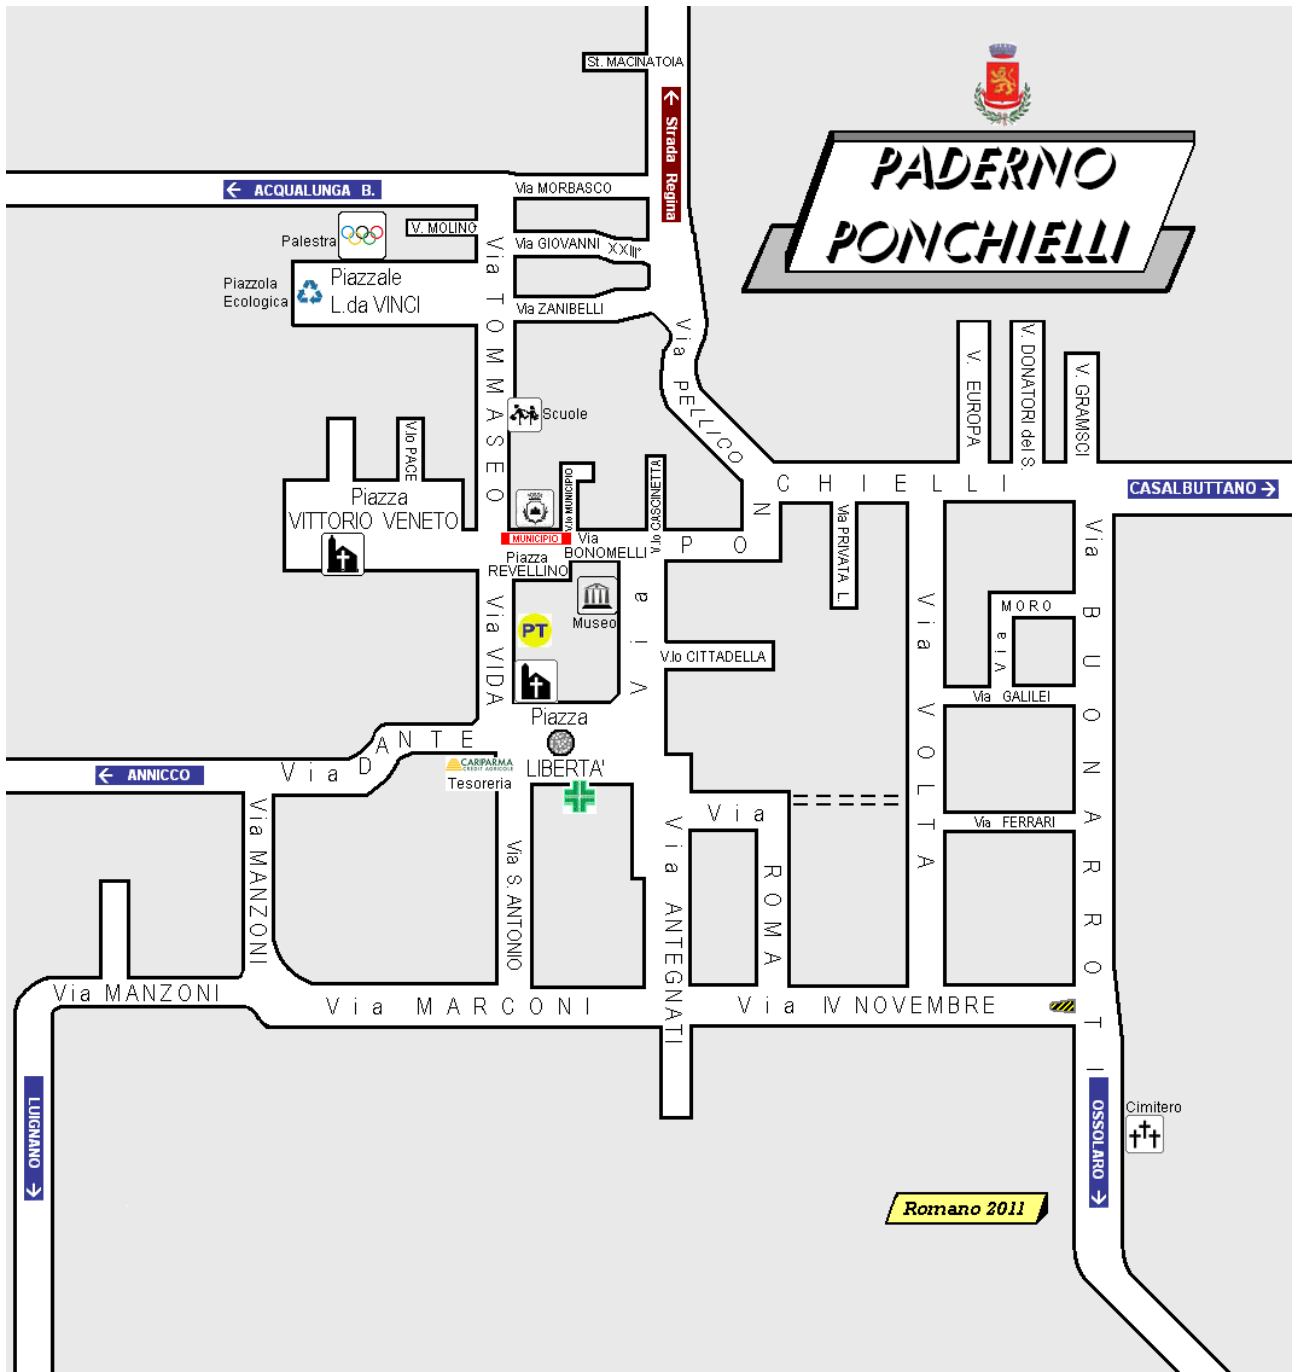 St. MACINATOIA
← Strada Regina
PADERNO
PONCHIELLI
← ACQUALUNGA B.
Via MORBASCO
V. MOLINO
Palestra
Via GIOVANNI XXIII°
Piazzola
Ecologica
Piazzale
L.da VINCI
Via ZANIBELLI
Via TOMMASEO
Via PELLICO
Scuole
V.lo PACE
V. EUROPA
V. DONATORI del S.
V. GRAMSCI
Piazza
VITTORIO VENETO
V.lo MUNICIPIO
V.lo CASCINETTA
MUNICIPIO
Via
BONOMELLI
Piazza
REVELLINO
Via PONCHIELLI
CASALBUTTANO →
Via PRIVATA L.
Museo
PT
Via VIDA
V.lo CITTADELLA
Via VOLTA
Via MORO
Via GALILEI
Via BUONARROTI
Piazza
LIBERTA'
Via DANTE
← ANNICCO
CARIPARMA
CRÉDIT AGRICOLE
Tesoreria
Via FERRARI
Via ROMA
Via MANZONI
Via S. ANTONIO
Via ANTEGNATI
Via MANZONI
Via MARCONI
Via IV NOVEMBRE
LUIGNANO →
OSSOLARO →
Cimitero
Romano 2011